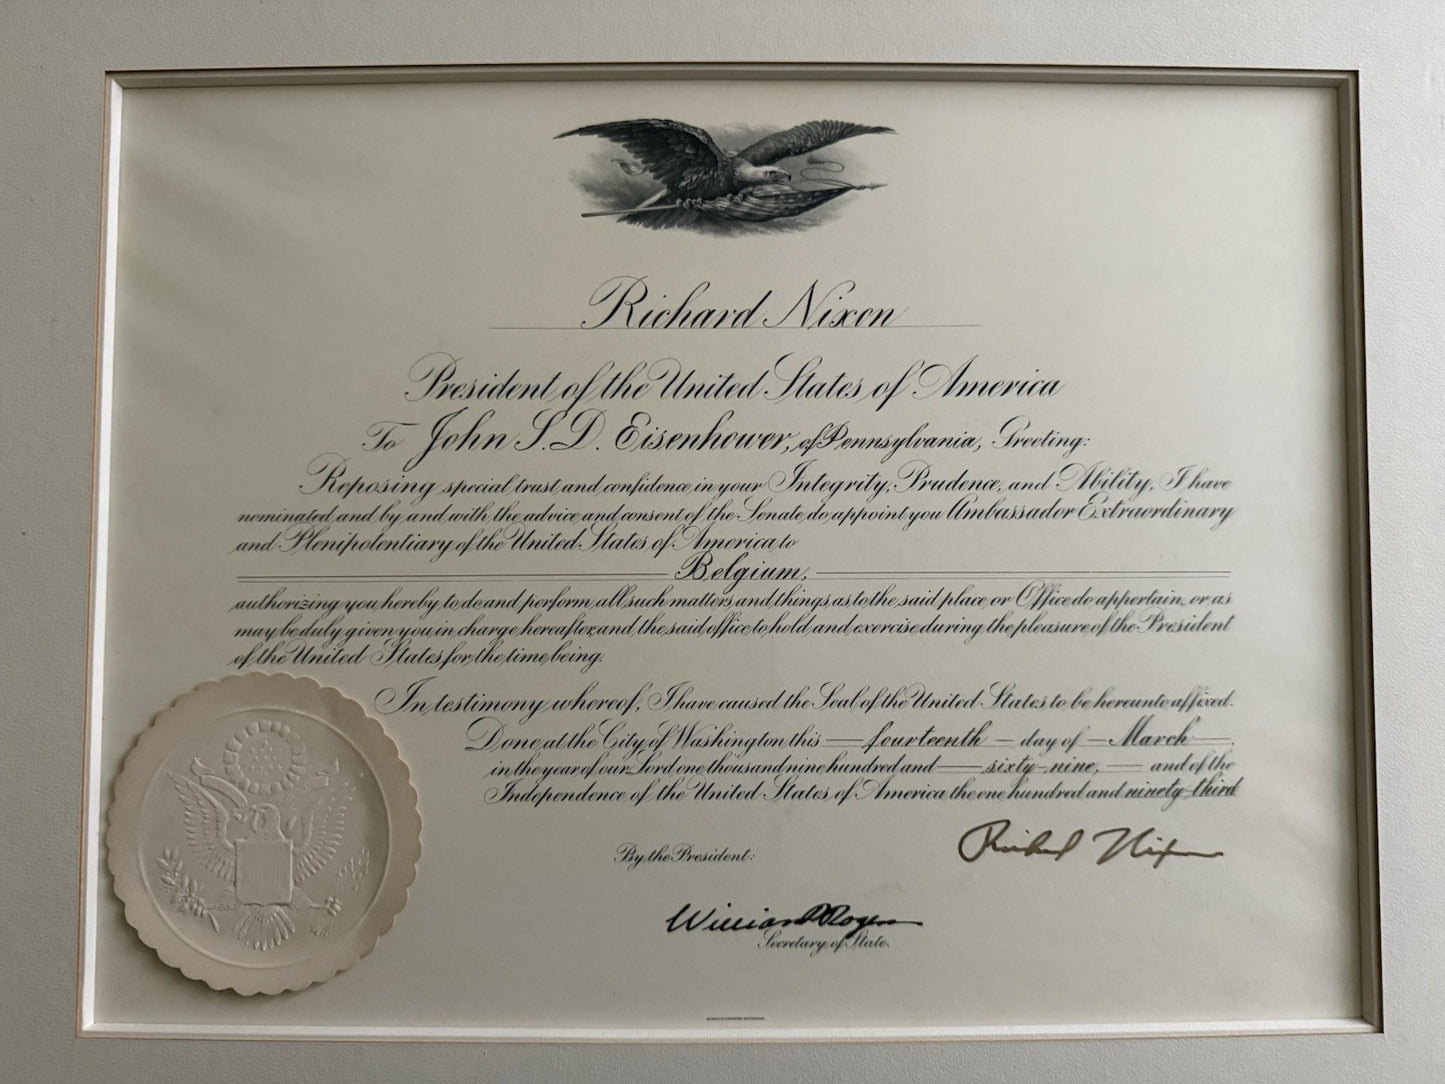 Richard Nixon
President of the United States of America
To John S. D. Eisenhower, of Pennsylvania, Greeting:
Reposing special trust and confidence in your Integrity, Prudence, and Ability, I have
nominated and by and with the advice and consent of the Senate do appoint you Ambassador Extraordinary
and Plenipotentiary of the United States of America to
Belgium,
authorizing you hereby to do and perform all such matters and things as to the said place or Office do appertain, or as
may be duly given you in charge hereafter, and the said office to hold and exercise during the pleasure of the President
of the United States for the time being.
In testimony whereof, I have caused the Seal of the United States to be hereunto affixed.
Done at the City of Washington this fourteenth day of March
in the year of our Lord one thousand nine hundred and sixty-nine, and of the
Independence of the United States of America the one hundred and ninety-third.
Richard Nixon
By the President:
William P Rogers
Secretary of State.